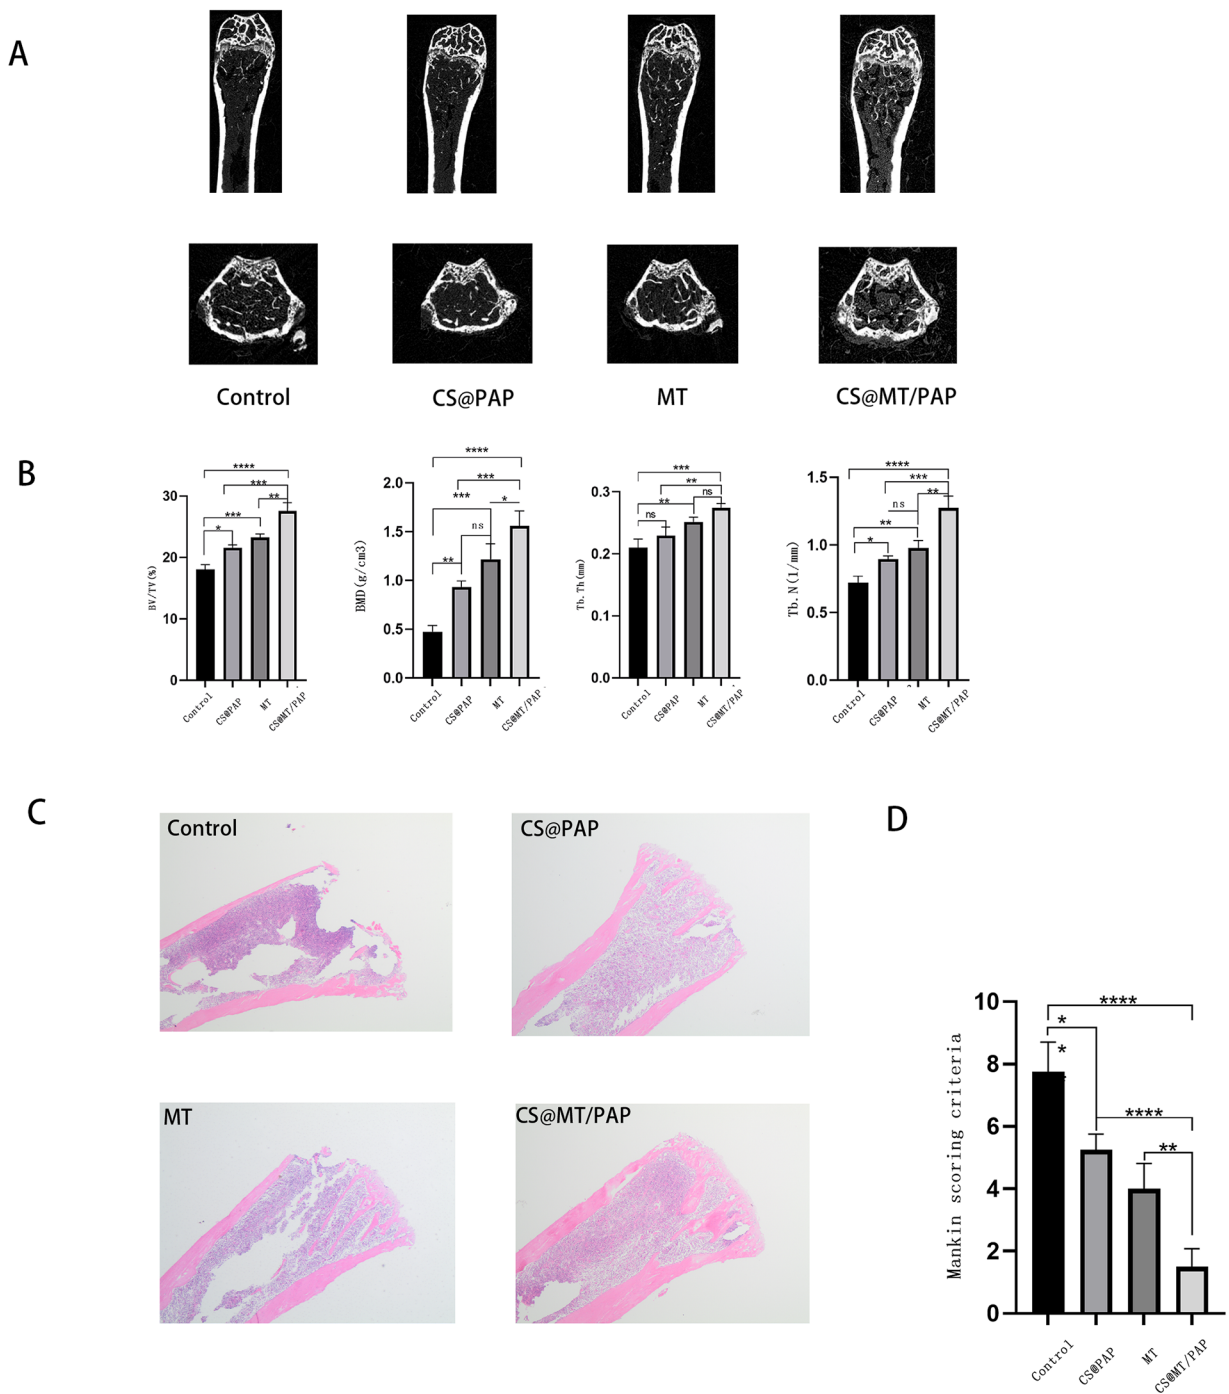 A
Control
CS@PAP
MT
CS@MT/PAP
B
BV/TV(%)
30
20
10
0
****
***
**
***
*
Control
CS@PAP
MT
CS@MT/PAP
BMD(g/cm3)
2.0
1.5
1.0
0.5
0.0
****
***
***
*
ns
**
Control
CS@PAP
MT
CS@MT/PAP
Tb.Th(mm)
0.3
0.2
0.1
0.0
***
**
ns
**
ns
Control
CS@PAP
MT
CS@MT/PAP
Tb.N(1/mm)
1.5
1.0
0.5
0.0
****
***
**
ns
**
*
Control
CS@PAP
MT
CS@MT/PAP
C
Control
CS@PAP
MT
CS@MT/PAP
D
Mankin scoring criteria
10
8
6
4
2
0
****
*
*
****
**
Control
CS@PAP
MT
CS@MT/PAP